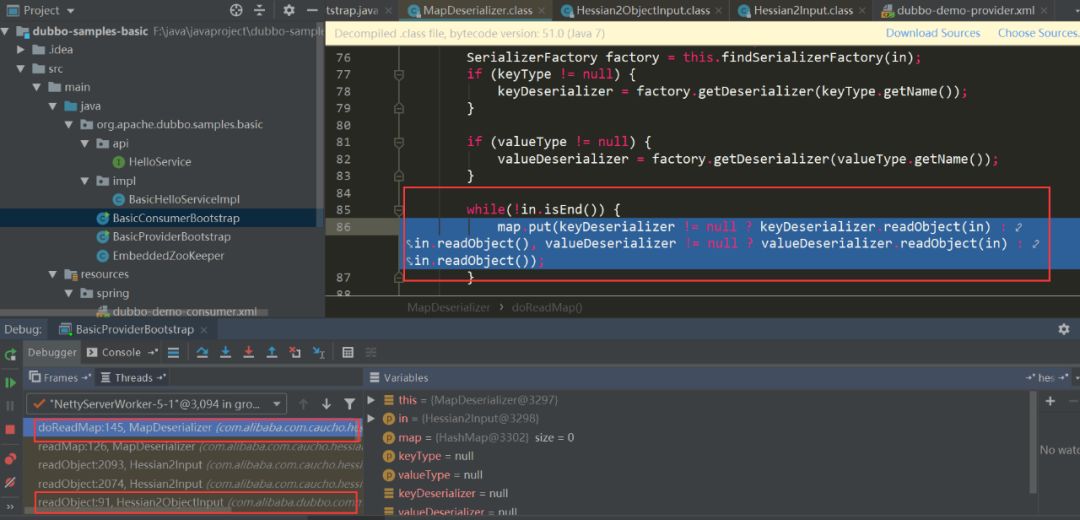 Project
tstrap.java
MapDeserializer.class
Hessian2ObjectInput.class
Hessian2Input.class
dubbo-demo-provider.xml
dubbo-samples-basic F:\java\javaproject\dubbo-sam
Decompiled .class file, bytecode version: 51.0 (Java 7)
Download Sources
Choose Sources.
.idea
src
main
java
org.apache.dubbo.samples.basic
api
HelloService
impl
BasicHelloServiceImpl
BasicConsumerBootstrap
BasicProviderBootstrap
EmbeddedZooKeeper
resources
spring
dubbo-demo-consumer.xml
76 SerializerFactory factory = this.findSerializerFactory(in);
77 if (keyType != null) {
78 keyDeserializer = factory.getDeserializer(keyType.getName());
79 }
80
81 if (valueType != null) {
82 valueDeserializer = factory.getDeserializer(valueType.getName());
83 }
84
85 while(!in.isEnd()) {
86 map.put(keyDeserializer != null ? keyDeserializer.readObject(in) :
in.readObject(), valueDeserializer != null ? valueDeserializer.readObject(in) :
in.readObject());
87 }
88
MapDeserializer › doReadMap()
Debug: BasicProviderBootstrap
Debugger Console
Frames Threads
"NettyServerWorker-5-1"@3,094 in gro...
doReadMap:145, MapDeserializer (com.alibaba.com.caucho.hes
readMap:126, MapDeserializer (com.alibaba.com.caucho.hessia
readObject:2093, Hessian2Input (com.alibaba.com.caucho.hess
readObject:2074, Hessian2Input (com.alibaba.com.caucho.hess
readObject:91, Hessian2ObjectInput (com.alibaba.dubbo.comm
Variables
hes
this = {MapDeserializer@3297}
in = {Hessian2Input@3298}
map = {HashMap@3302} size = 0
keyType = null
valueType = null
keyDeserializer = null
valueDeserializer = null
No watc